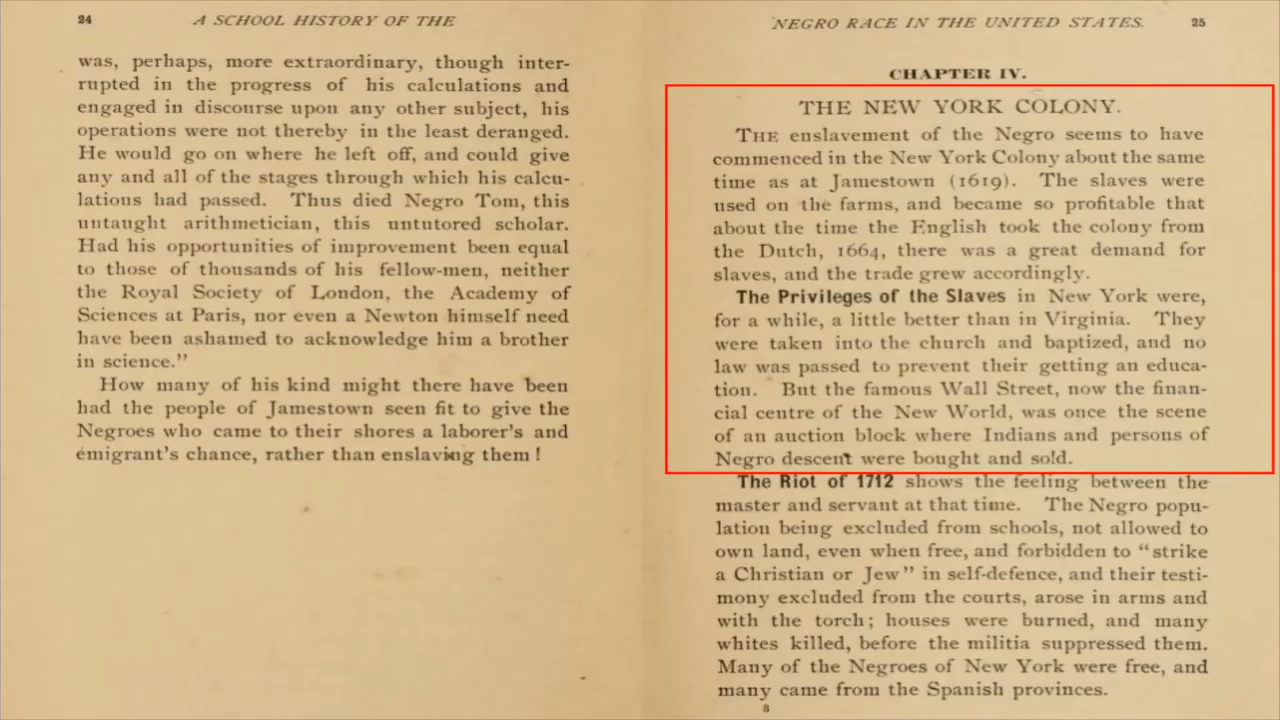 24 A SCHOOL HISTORY OF THE
was, perhaps, more extraordinary, though inter-
rupted in the progress of his calculations and
engaged in discourse upon any other subject, his
operations were not thereby in the least deranged.
He would go on where he left off, and could give
any and all of the stages through which his calcu-
lations had passed. Thus died Negro Tom, this
untaught arithmetician, this untutored scholar.
Had his opportunities of improvement been equal
to those of thousands of his fellow-men, neither
the Royal Society of London, the Academy of
Sciences at Paris, nor even a Newton himself need
have been ashamed to acknowledge him a brother
in science.”
How many of his kind might there have been
had the people of Jamestown seen fit to give the
Negroes who came to their shores a laborer's and
emigrant's chance, rather than enslaving them !
NEGRO RACE IN THE UNITED STATES. 25
CHAPTER IV.
THE NEW YORK COLONY.
THE enslavement of the Negro seems to have
commenced in the New York Colony about the same
time as at Jamestown (1619). The slaves were
used on the farms, and became so profitable that
about the time the English took the colony from
the Dutch, 1664, there was a great demand for
slaves, and the trade grew accordingly.
The Privileges of the Slaves in New York were,
for a while, a little better than in Virginia. They
were taken into the church and baptized, and no
law was passed to prevent their getting an educa-
tion. But the famous Wall Street, now the finan-
cial centre of the New World, was once the scene
of an auction block where Indians and persons of
Negro descent were bought and sold.
The Riot of 1712 shows the feeling between the
master and servant at that time. The Negro popu-
lation being excluded from schools, not allowed to
own land, even when free, and forbidden to “strike
a Christian or Jew” in self-defence, and their testi-
mony excluded from the courts, arose in arms and
with the torch; houses were burned, and many
whites killed, before the militia suppressed them.
Many of the Negroes of New York were free, and
many came from the Spanish provinces.
3